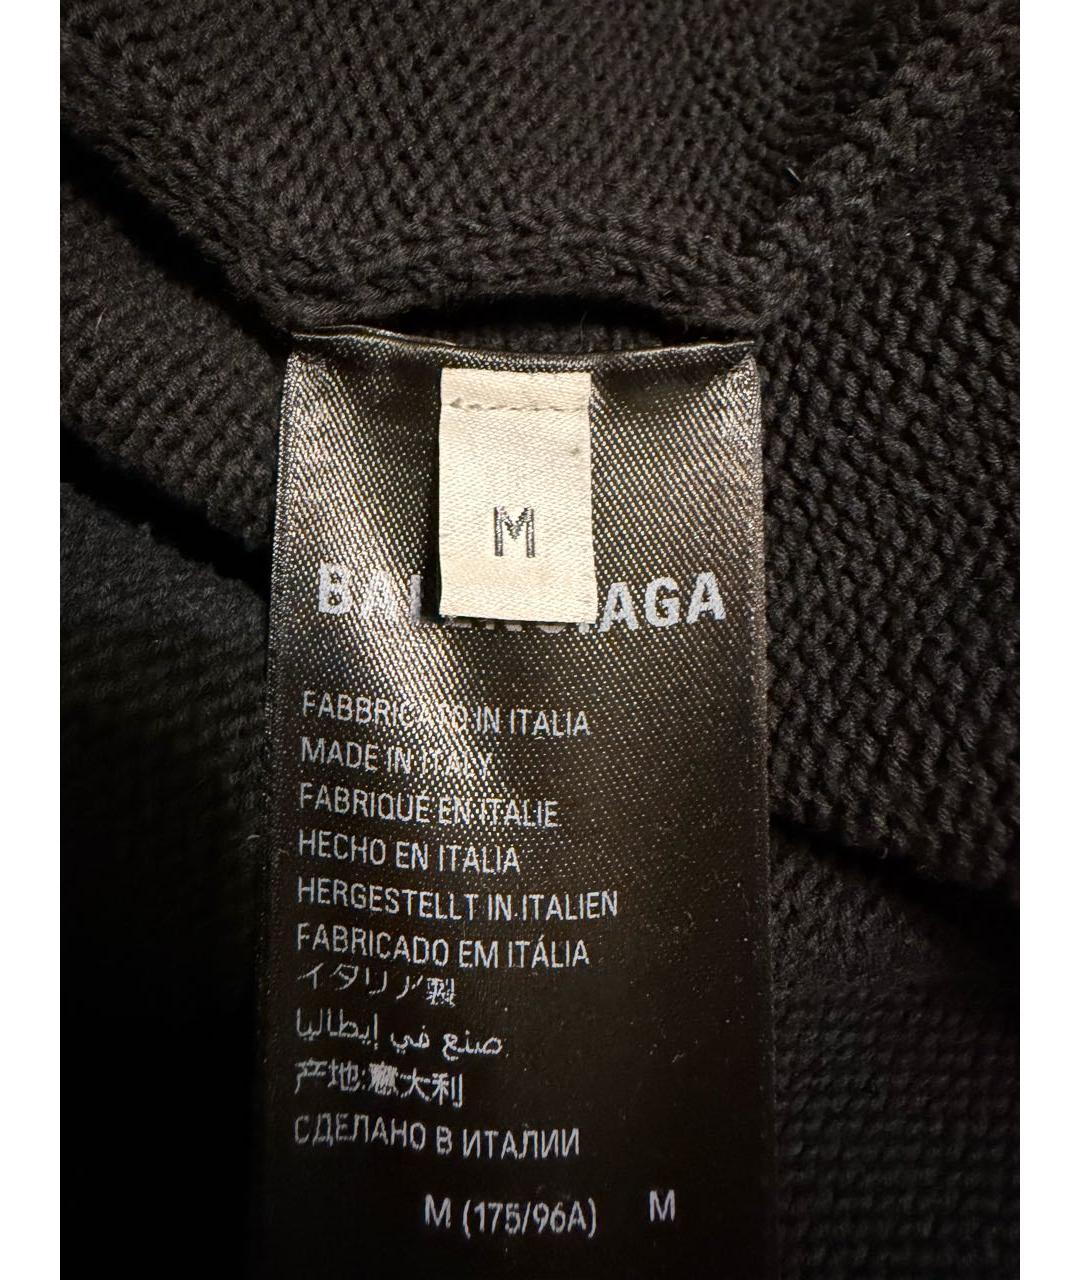 M
BALENCIAGA
FABBRICATO IN ITALIA
MADE IN ITALY
FABRIQUÉ EN ITALIE
HECHO EN ITALIA
HERGESTELLT IN ITALIEN
FABRICADO EM ITÁLIA
イタリア製
صنع في إيطاليا
产地:意大利
СДЕЛАНО В ИТАЛИИ
M (175/96A) M